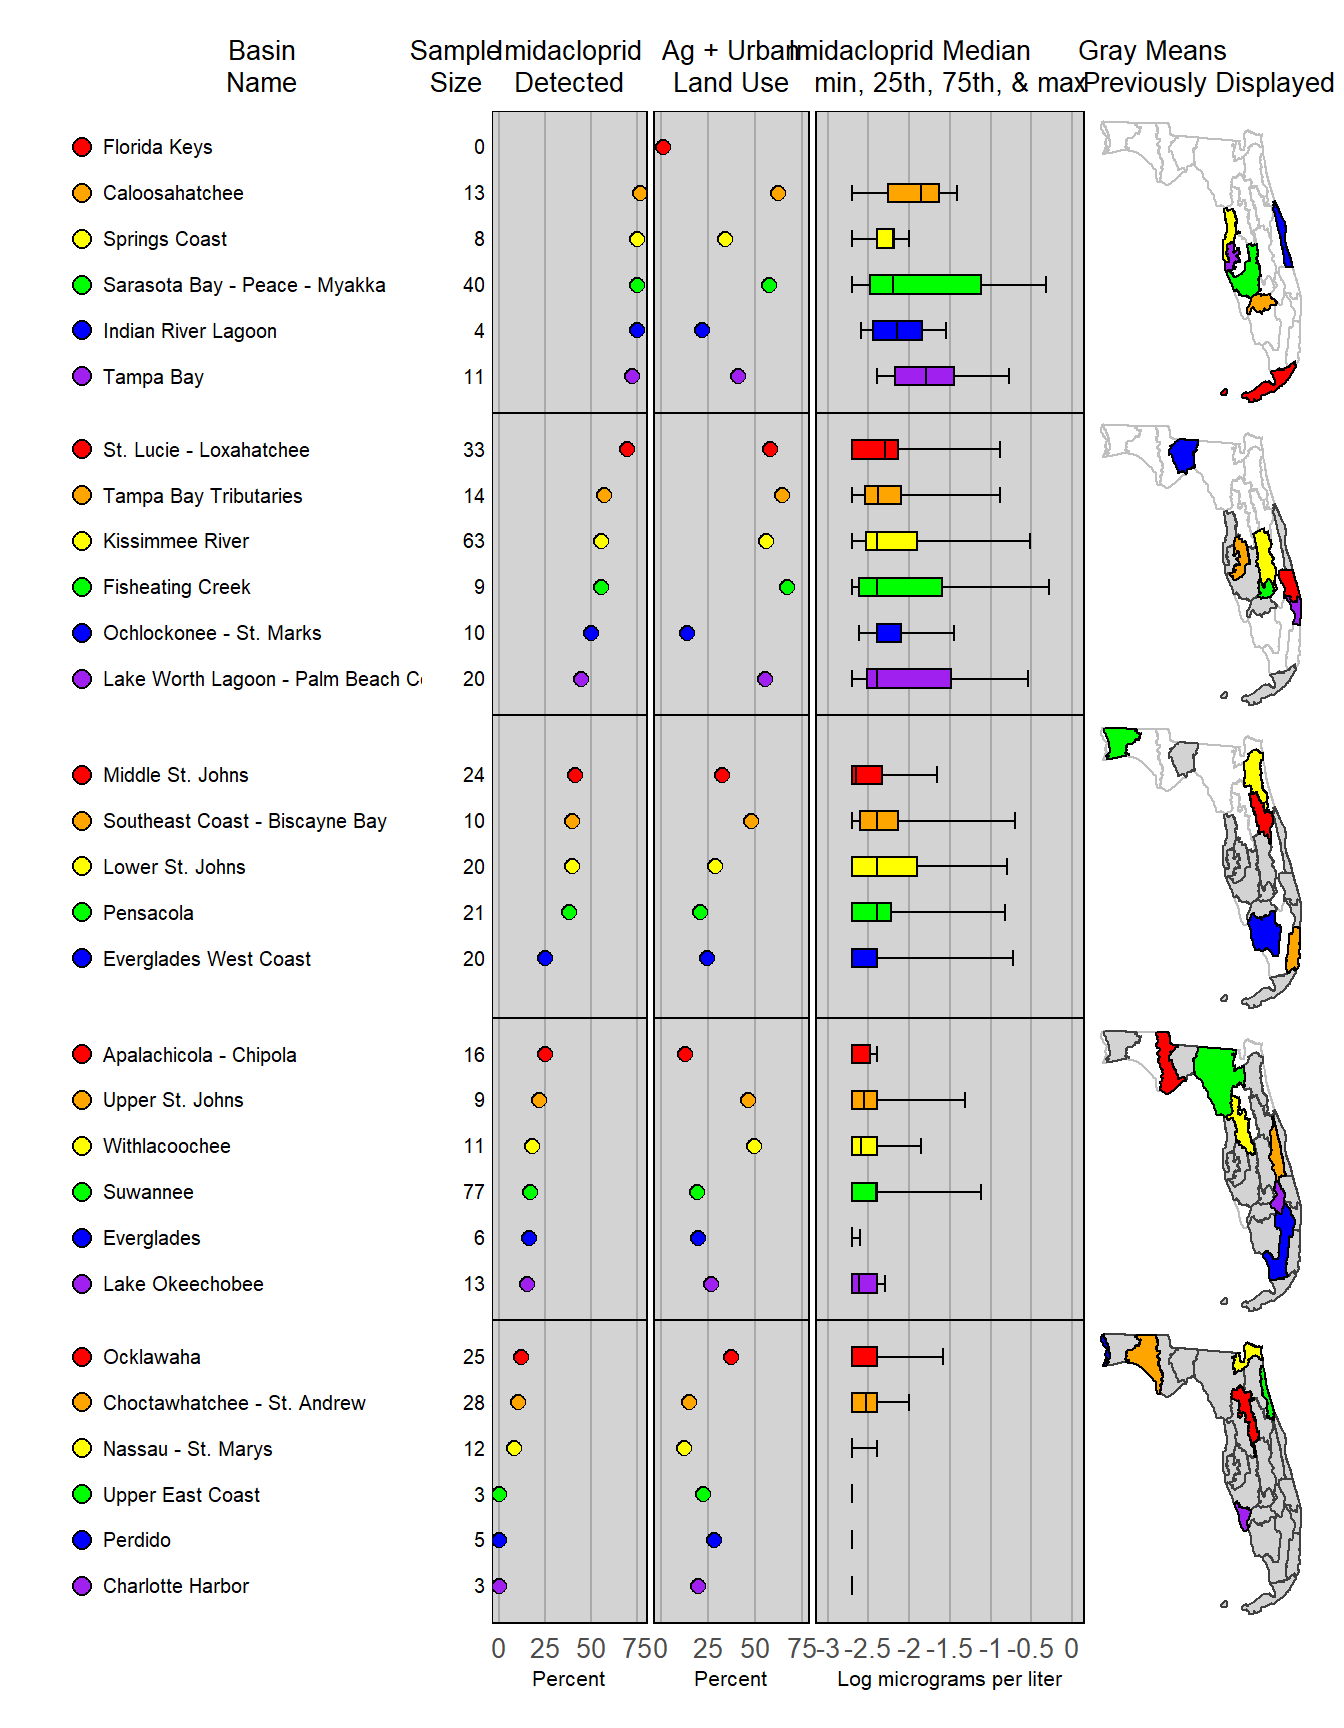 Basin Name
Sample Size
Imidacloprid Detected
Ag + Urban Land Use
Imidacloprid Median min, 25th, 75th, & max
Gray Means Previously Displayed
Florida Keys 0
Caloosahatchee 13
Springs Coast 8
Sarasota Bay - Peace - Myakka 40
Indian River Lagoon 4
Tampa Bay 11
St. Lucie - Loxahatchee 33
Tampa Bay Tributaries 14
Kissimmee River 63
Fisheating Creek 9
Ochlockonee - St. Marks 10
Lake Worth Lagoon - Palm Beach 20
Middle St. Johns 24
Southeast Coast - Biscayne Bay 10
Lower St. Johns 20
Pensacola 21
Everglades West Coast 20
Apalachicola - Chipola 16
Upper St. Johns 9
Withlacoochee 11
Suwannee 77
Everglades 6
Lake Okeechobee 13
Ocklawaha 25
Choctawhatchee - St. Andrew 28
Nassau - St. Marys 12
Upper East Coast 3
Perdido 5
Charlotte Harbor 3
0 25 50 75 0 25 50 75 -3 -2.5 -2 -1.5 -1 -0.5 0
Percent Percent Log micrograms per liter